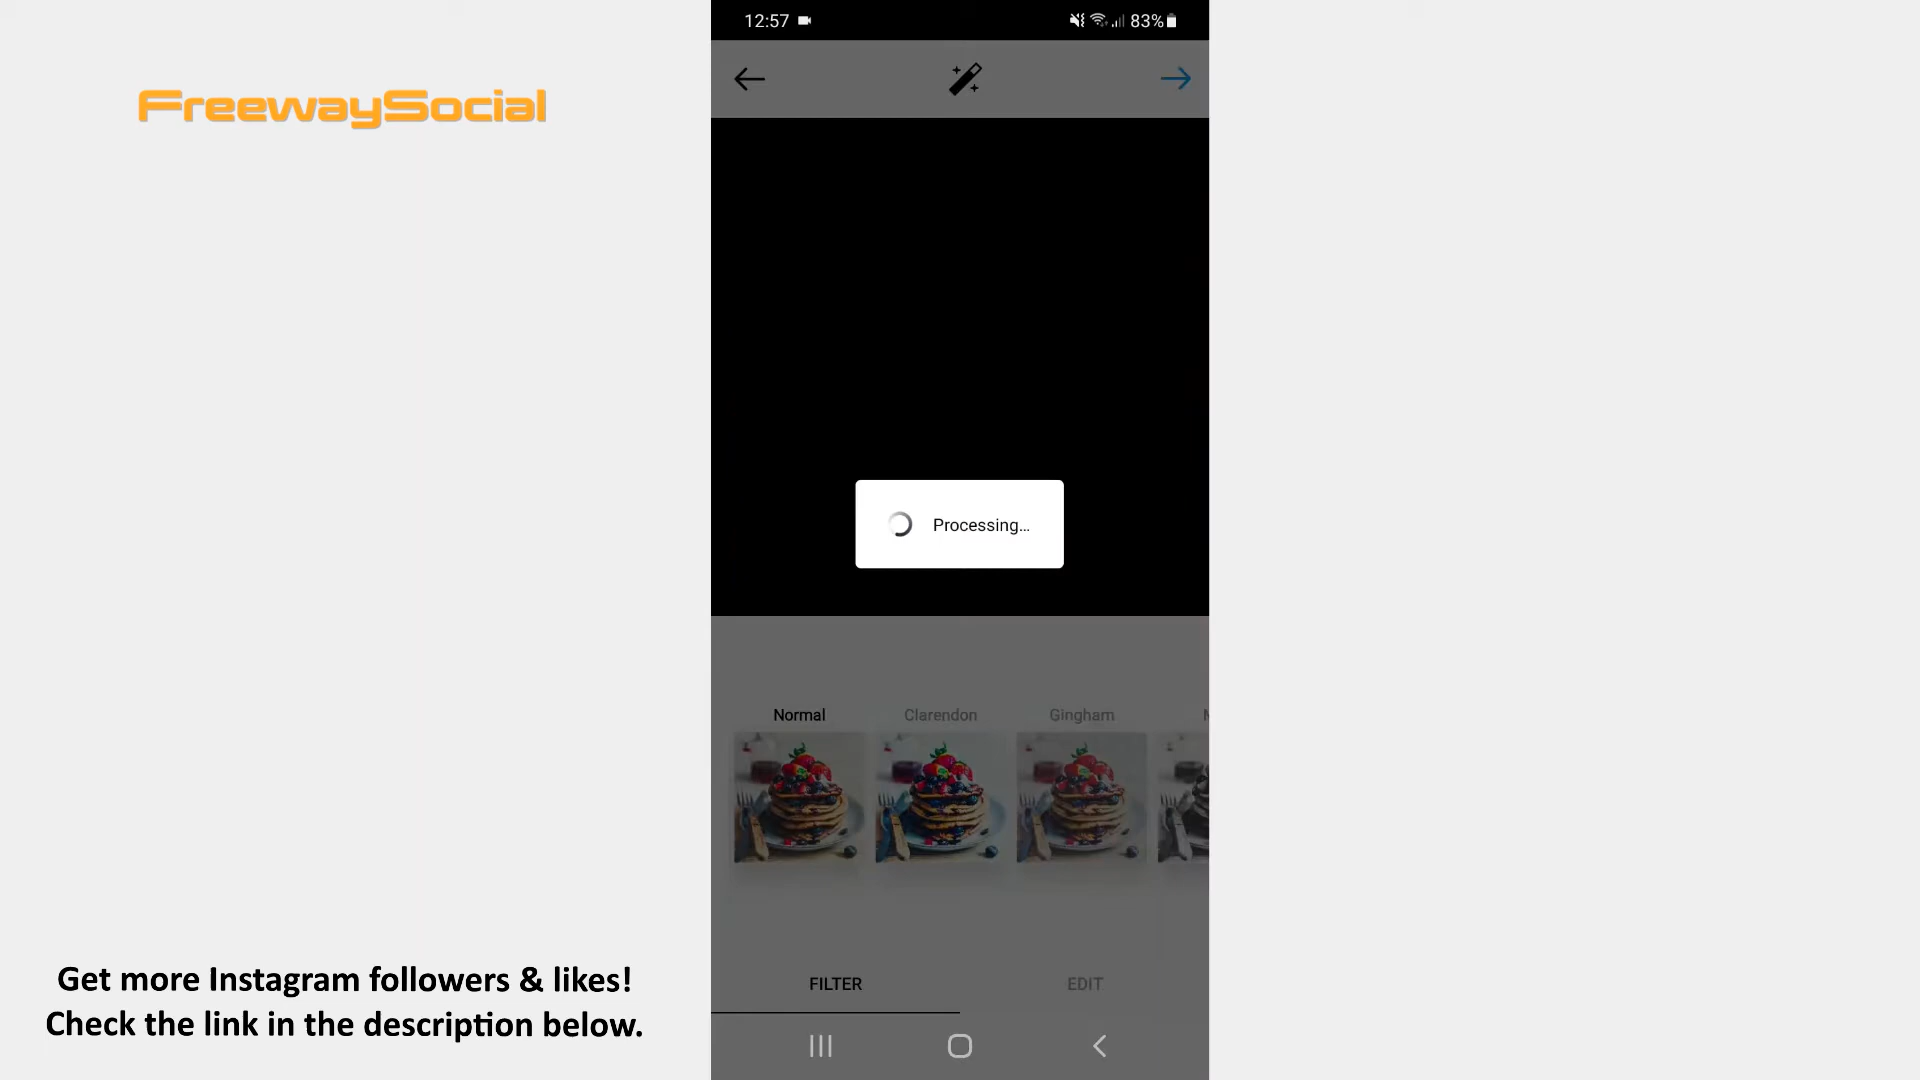 12:57
83%
FreewaySocial
Processing...
Normal
Clarendon
Gingham
FILTER
EDIT
Get more Instagram followers & likes!
Check the link in the description below.